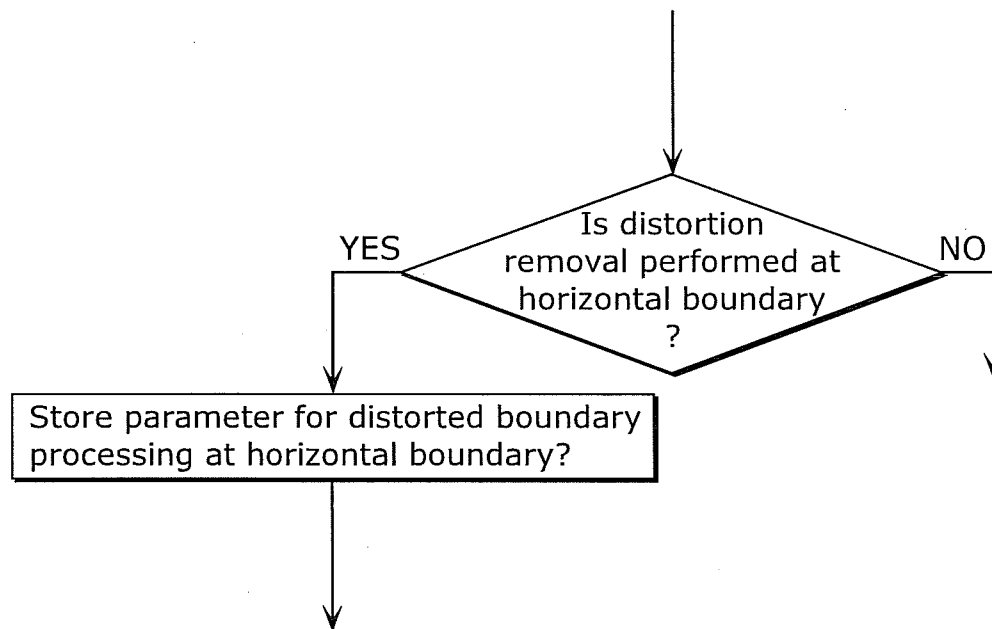 Is distortion
removal performed at
horizontal boundary
?
YES
NO
Store parameter for distorted boundary
processing at horizontal boundary?